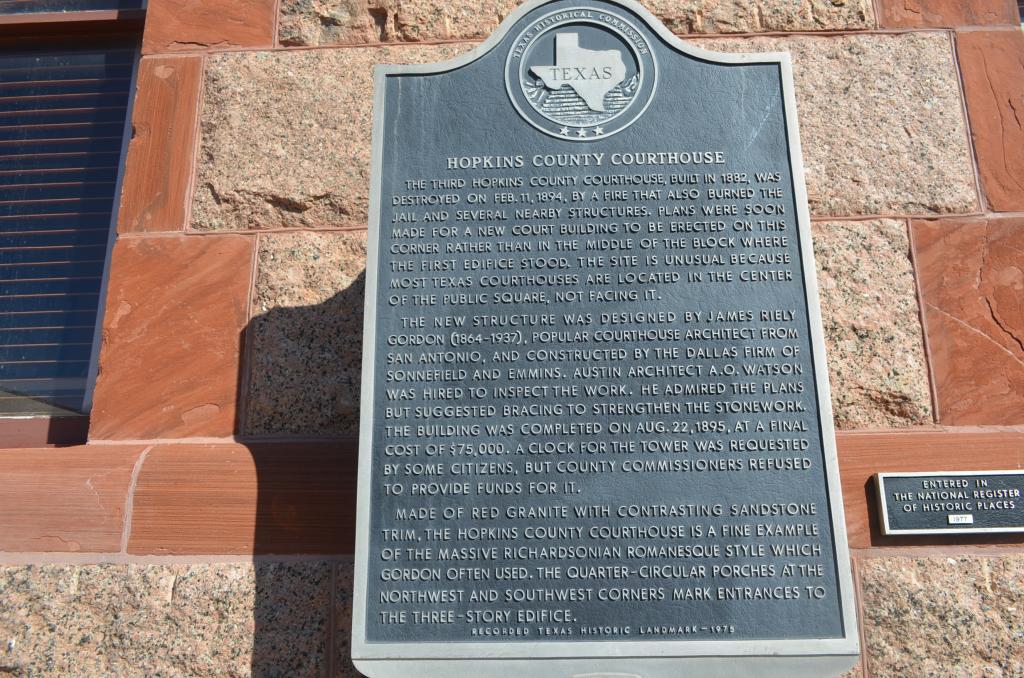 TEXAS HISTORICAL COMMISSION
TEXAS
HOPKINS COUNTY COURTHOUSE
THE THIRD HOPKINS COUNTY COURTHOUSE, BUILT IN 1882, WAS
DESTROYED ON FEB. 11, 1894, BY A FIRE THAT ALSO BURNED THE
JAIL AND SEVERAL NEARBY STRUCTURES. PLANS WERE SOON
MADE FOR A NEW COURT BUILDING TO BE ERECTED ON THIS
CORNER RATHER THAN IN THE MIDDLE OF THE BLOCK WHERE
THE FIRST EDIFICE STOOD. THE SITE IS UNUSUAL BECAUSE
MOST TEXAS COURTHOUSES ARE LOCATED IN THE CENTER
OF THE PUBLIC SQUARE, NOT FACING IT.
THE NEW STRUCTURE WAS DESIGNED BY JAMES RIELY
GORDON (1864-1937), POPULAR COURTHOUSE ARCHITECT FROM
SAN ANTONIO, AND CONSTRUCTED BY THE DALLAS FIRM OF
SONNEFIELD AND EMMINS. AUSTIN ARCHITECT A.O. WATSON
WAS HIRED TO INSPECT THE WORK. HE ADMIRED THE PLANS
BUT SUGGESTED BRACING TO STRENGTHEN THE STONEWORK.
THE BUILDING WAS COMPLETED ON AUG. 22, 1895, AT A FINAL
COST OF $75,000. A CLOCK FOR THE TOWER WAS REQUESTED
BY SOME CITIZENS, BUT COUNTY COMMISSIONERS REFUSED
TO PROVIDE FUNDS FOR IT.
MADE OF RED GRANITE WITH CONTRASTING SANDSTONE
TRIM, THE HOPKINS COUNTY COURTHOUSE IS A FINE EXAMPLE
OF THE MASSIVE RICHARDSONIAN ROMANESQUE STYLE WHICH
GORDON OFTEN USED. THE QUARTER-CIRCULAR PORCHES AT THE
NORTHWEST AND SOUTHWEST CORNERS MARK ENTRANCES TO
THE THREE-STORY EDIFICE.
RECORDED TEXAS HISTORIC LANDMARK-1975
ENTERED IN
THE NATIONAL REGISTER
OF HISTORIC PLACES
1977